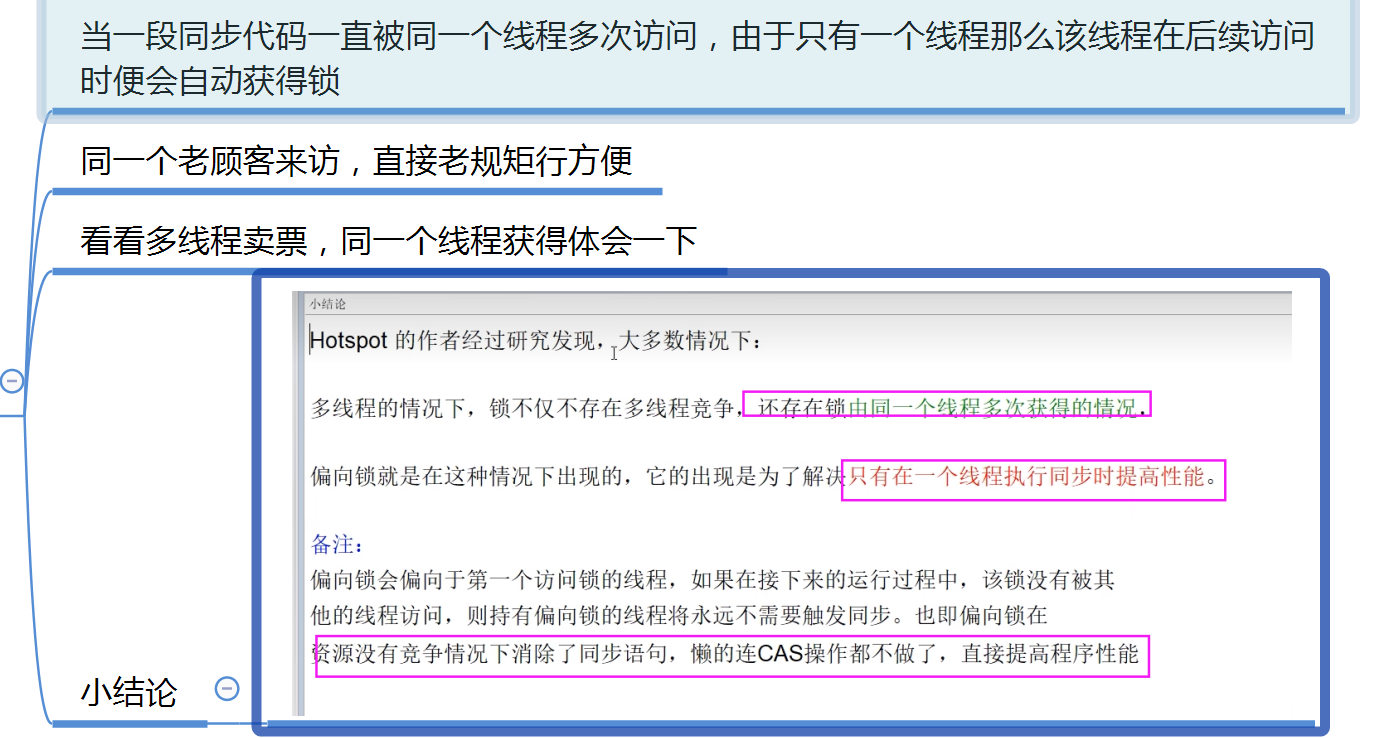 当一段同步代码一直被同一个线程多次访问，由于只有一个线程那么该线程在后续访问
时便会自动获得锁
同一个老顾客来访，直接老规矩行方便
看看多线程卖票，同一个线程获得体会一下
小结论
小结论
Hotspot 的作者经过研究发现，大多数情况下：
多线程的情况下，锁不仅不存在多线程竞争，还存在锁由同一个线程多次获得的情况，
偏向锁就是在这种情况下出现的，它的出现是为了解决只有在一个线程执行同步时提高性能。
备注：
偏向锁会偏向于第一个访问锁的线程，如果在接下来的运行过程中，该锁没有被其
他的线程访问，则持有偏向锁的线程将永远不需要触发同步。也即偏向锁在
资源没有竞争情况下消除了同步语句，懒的连CAS操作都不做了，直接提高程序性能